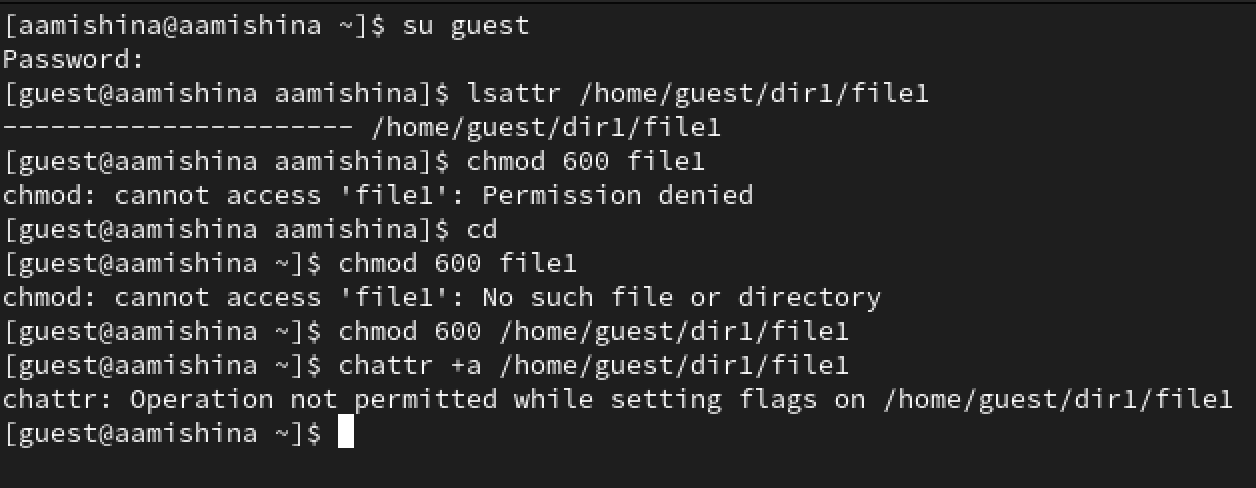 [aamishina@aamishina ~]$ su guest
Password:
[guest@aamishina aamishina]$ lsattr /home/guest/dir1/file1
---------------------- /home/guest/dir1/file1
[guest@aamishina aamishina]$ chmod 600 file1
chmod: cannot access 'file1': Permission denied
[guest@aamishina aamishina]$ cd
[guest@aamishina ~]$ chmod 600 file1
chmod: cannot access 'file1': No such file or directory
[guest@aamishina ~]$ chmod 600 /home/guest/dir1/file1
[guest@aamishina ~]$ chattr +a /home/guest/dir1/file1
chattr: Operation not permitted while setting flags on /home/guest/dir1/file1
[guest@aamishina ~]$